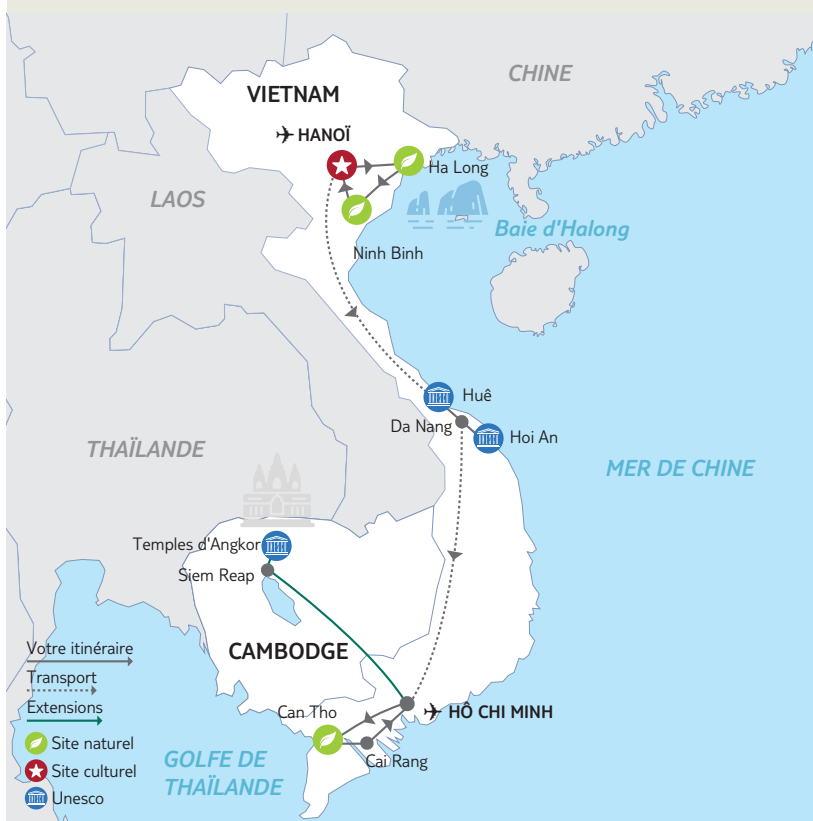 CHINE
VIETNAM
HANOÏ
Ha Long
LAOS
Baie d'Halong
Ninh Binh
Huê
Da Nang
Hoi An
THAÏLANDE
MER DE CHINE
Temples d'Angkor
Siem Reap
CAMBODGE
Votre itinéraire
Transport
Extensions
Site naturel
Site culturel
Unesco
Can Tho
HÔ CHI MINH
Cai Rang
GOLFE DE
THAÏLANDE